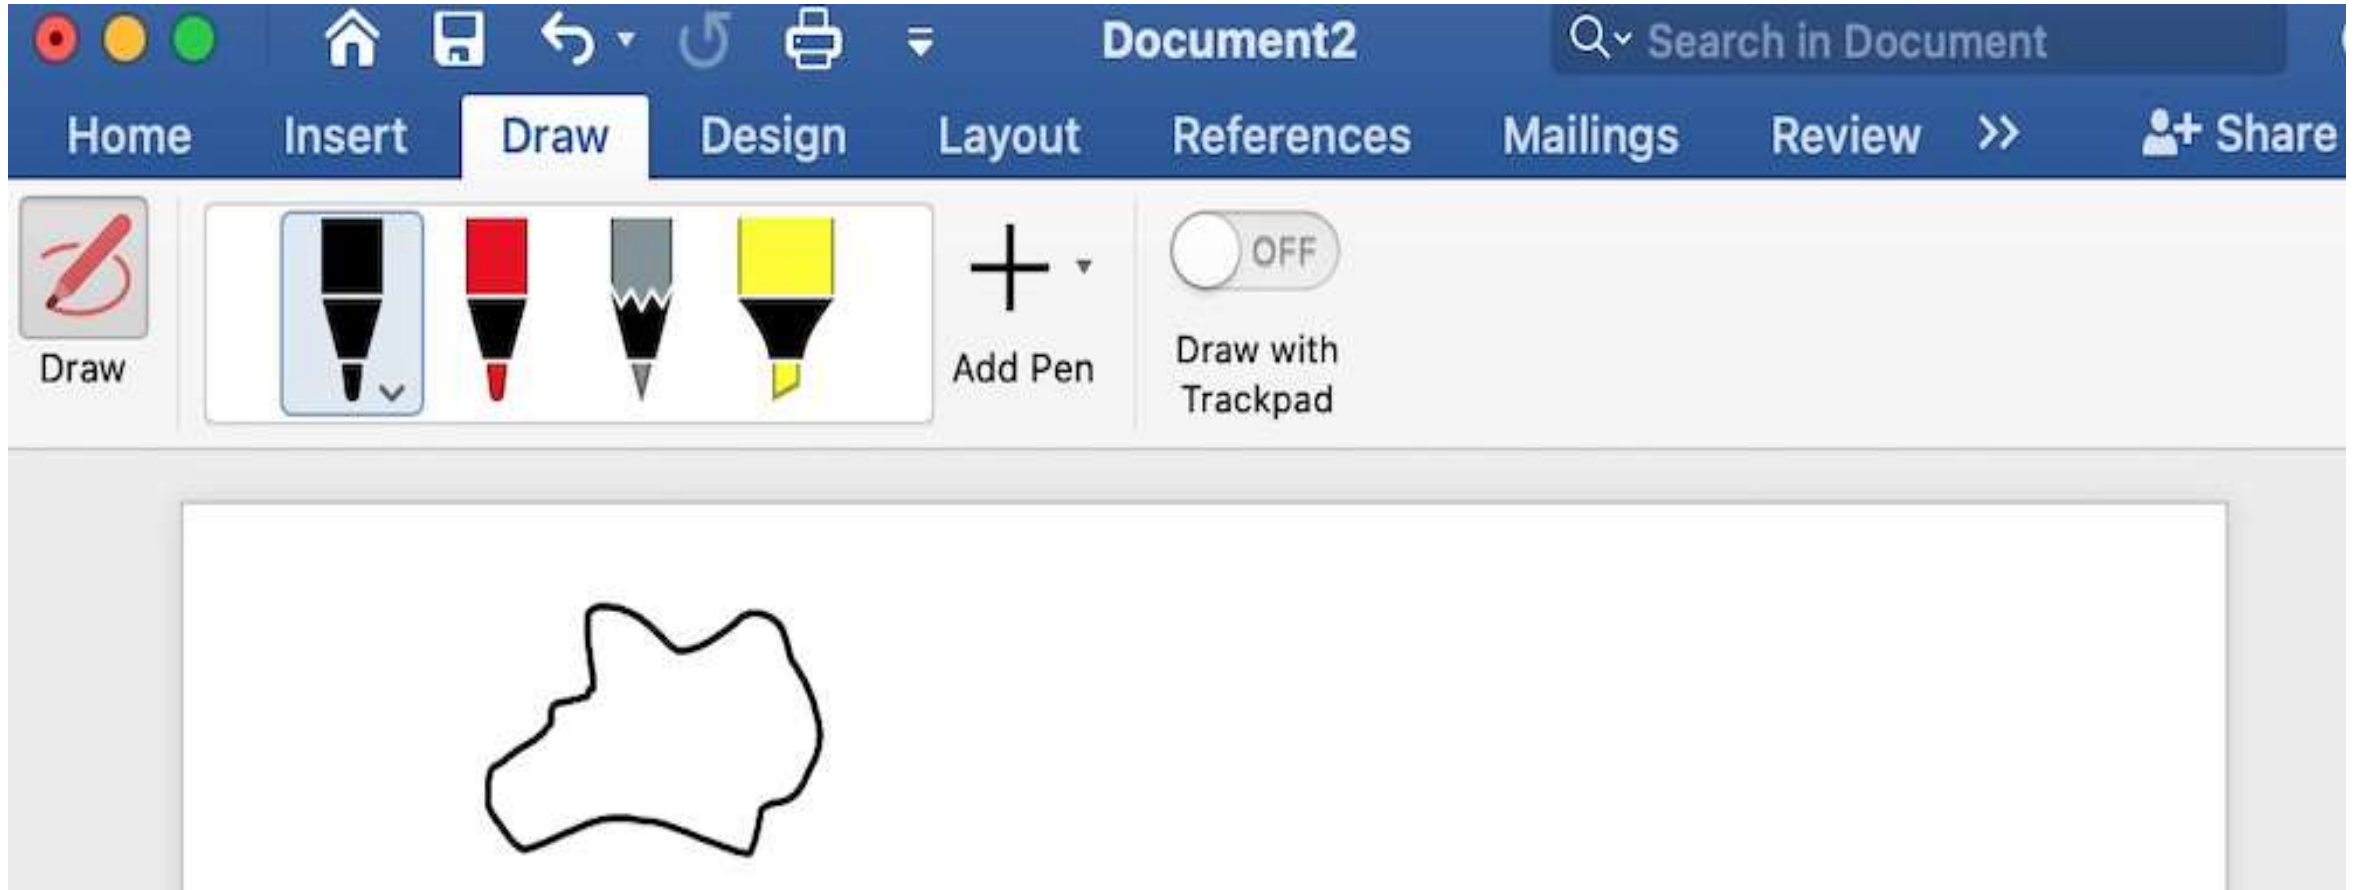 Document2
Search in Document
Home Insert Draw Design Layout References Mailings Review >> Share
OFF
Draw
Add Pen
Draw with
Trackpad